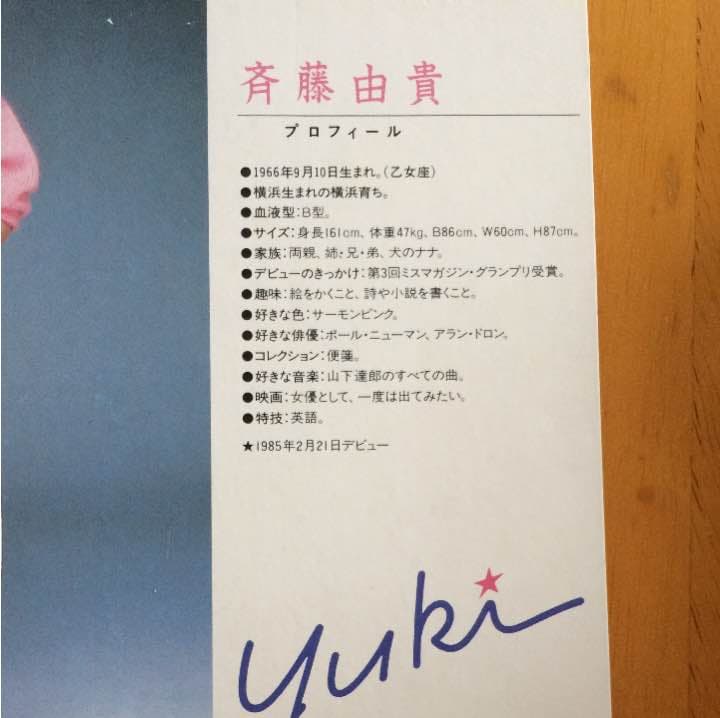 斉藤由貴
プロフィール
●1966年9月10日生まれ。(乙女座)
●横浜生まれの横浜育ち。
●血液型:B型。
●サイズ:身長161cm、体重47kg、B86cm、W60cm、H87cm。
●家族:両親、姉・兄・弟、犬のナナ。
●デビューのきっかけ:第3回ミスマガジン・グランプリ受賞。
●趣味:絵をかくこと、詩や小説を書くこと。
●好きな色:サーモンピンク。
●好きな俳優:ポール・ニューマン、アラン・ドロン。
●コレクション:便箋。
●好きな音楽:山下達郎のすべての曲。
●映画:女優として、一度は出てみたい。
●特技:英語。
★1985年2月21日デビュー
Yuki